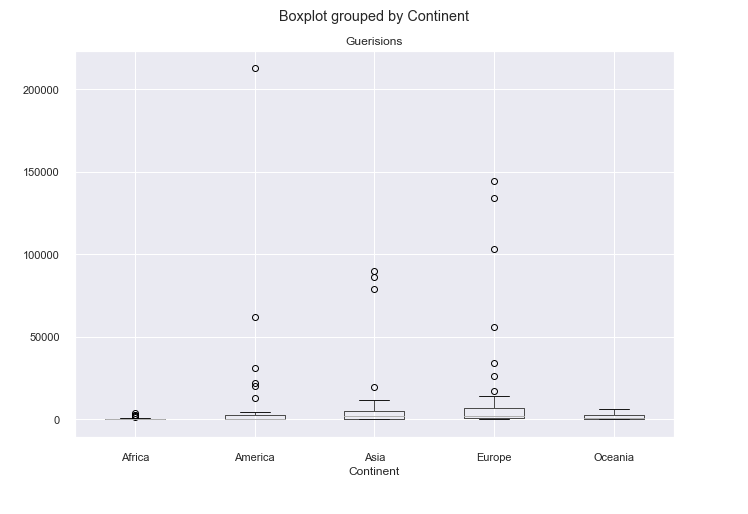 Boxplot grouped by Continent
Guerisions
200000
150000
100000
50000
0
Africa America Asia Europe Oceania
Continent